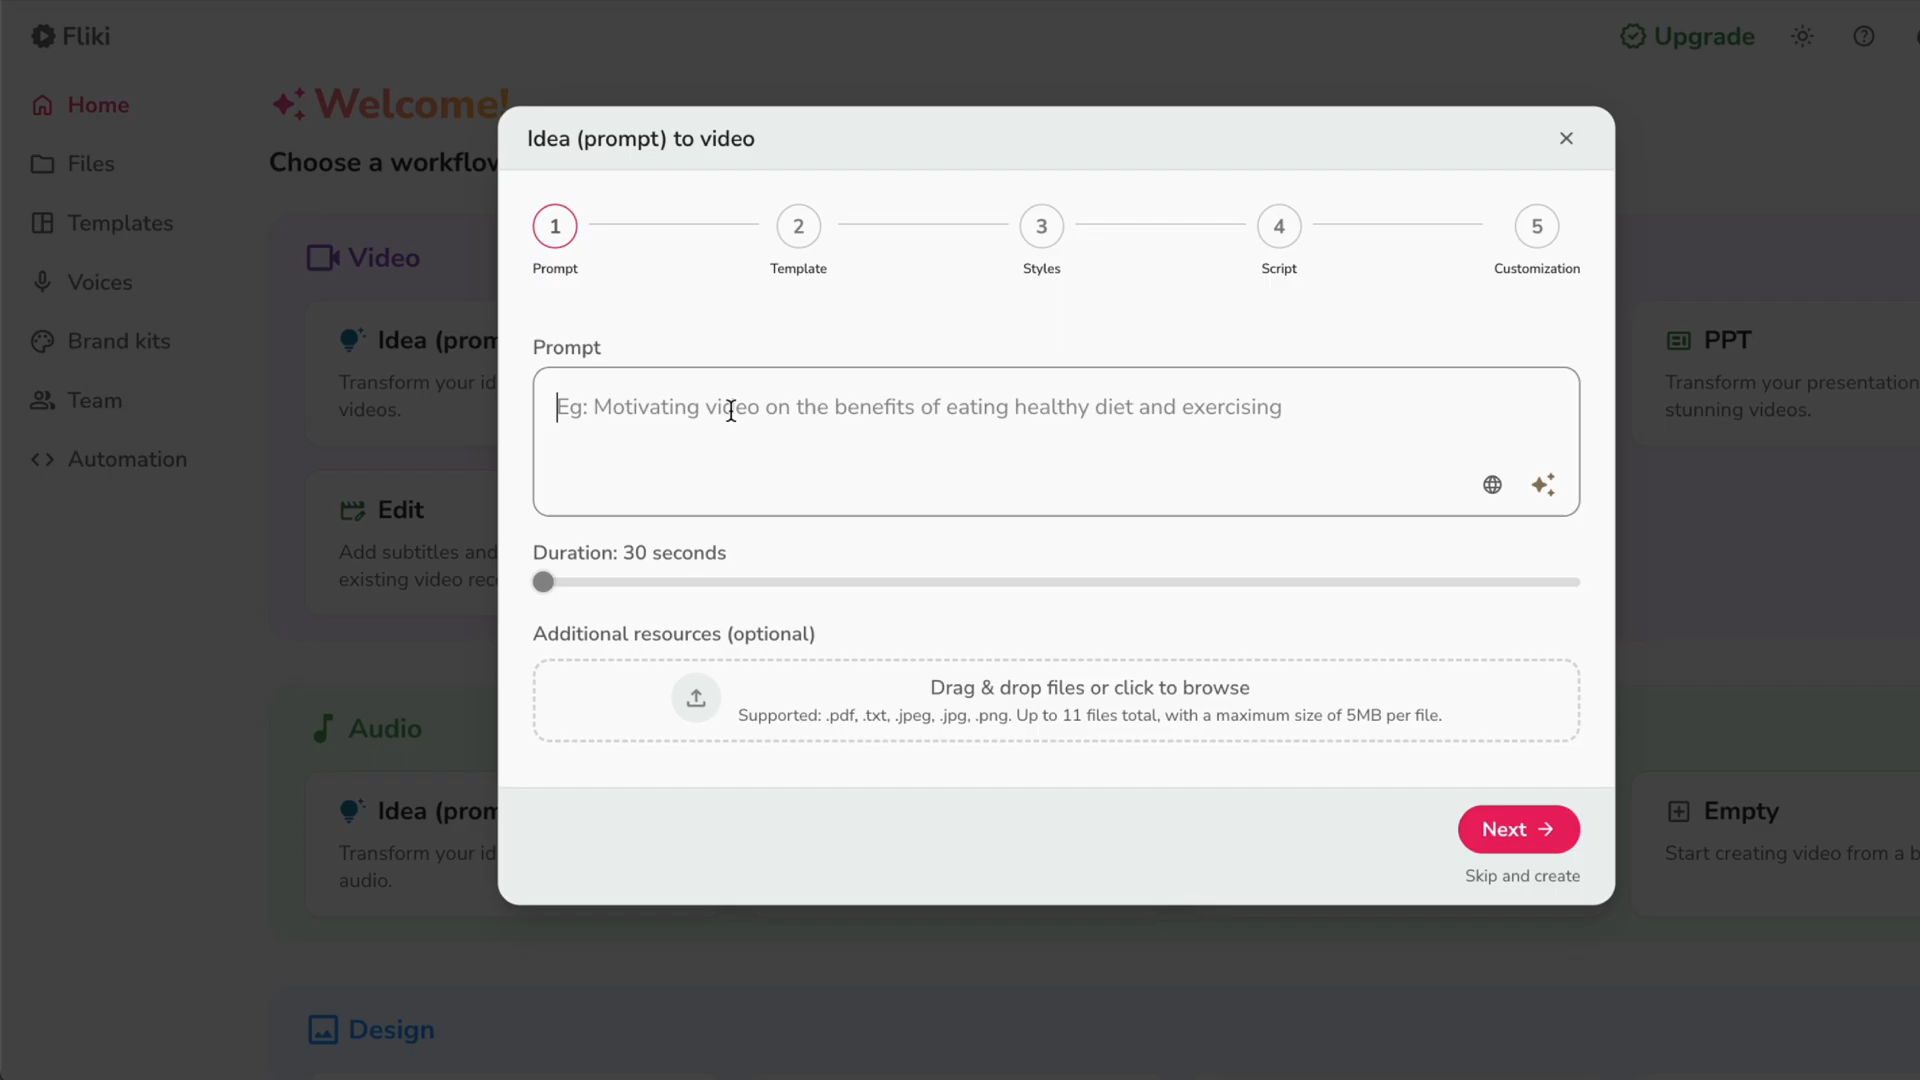 Fliki
Upgrade
Home
Files
Templates
Voices
Brand kits
Team
Automation
Welcome!
Choose a workflow
Video
Idea (prom
Transform your id
videos.
Edit
Add subtitles and
existing video rec
PPT
Transform your presentation
stunning videos.
Audio
Idea (prom
Transform your id
audio.
Empty
Start creating video from a b
Design
Idea (prompt) to video
1
2
3
4
5
Prompt
Template
Styles
Script
Customization
Prompt
Eg: Motivating video on the benefits of eating healthy diet and exercising
Duration: 30 seconds
Additional resources (optional)
Drag & drop files or click to browse
Supported: .pdf, .txt, .jpeg, .jpg, .png. Up to 11 files total, with a maximum size of 5MB per file.
Next
Skip and create